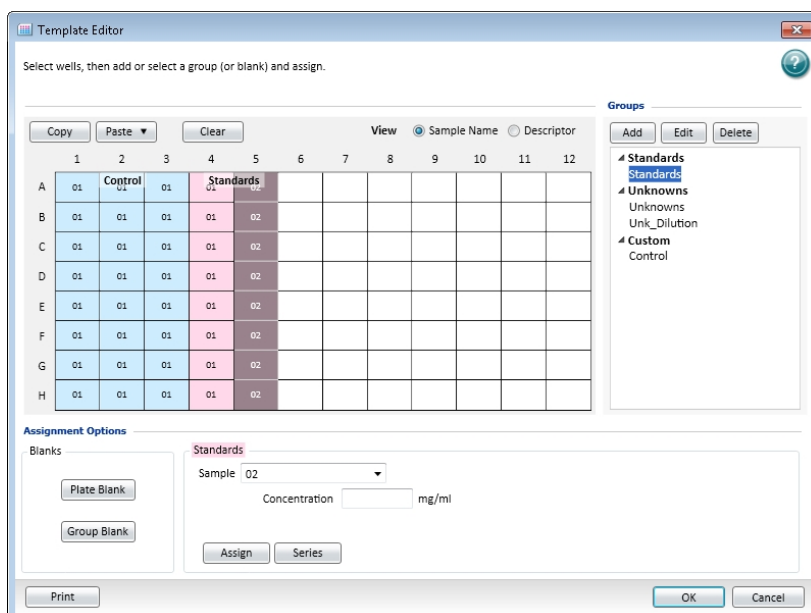 Template Editor
Select wells, then add or select a group (or blank) and assign.
Groups
Copy Paste Clear View Sample Name Descriptor
Add Edit Delete
1 2 3 4 5 6 7 8 9 10 11 12
Control Standards
A 01 01 01 01 02
B 01 01 01 01 02
C 01 01 01 01 02
D 01 01 01 01 02
E 01 01 01 01 02
F 01 01 01 01 02
G 01 01 01 01 02
H 01 01 01 01 02
Standards
Standards
Unknowns
Unknowns
Unk_Dilution
Custom
Control
Assignment Options
Blanks
Plate Blank
Group Blank
Standards
Sample 02
Concentration mg/ml
Assign Series
Print OK Cancel